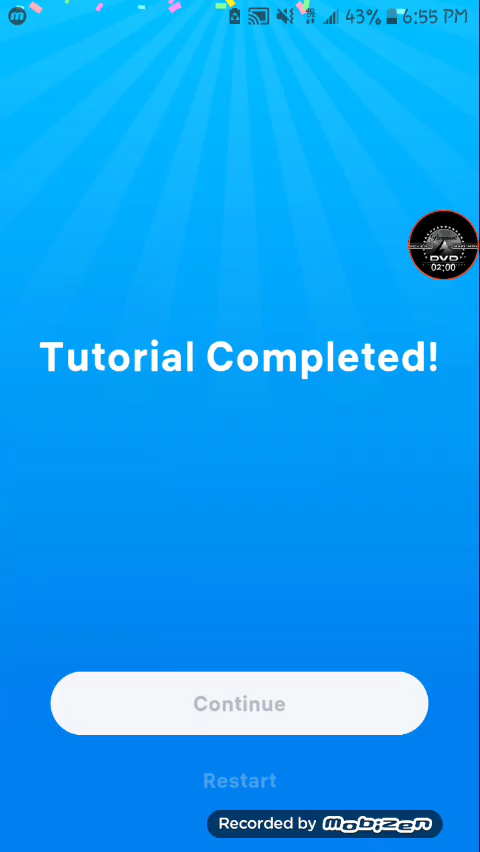 43% 6:55 PM
DVD
02:00
Tutorial Completed!
Continue
Restart
Recorded by mobizen